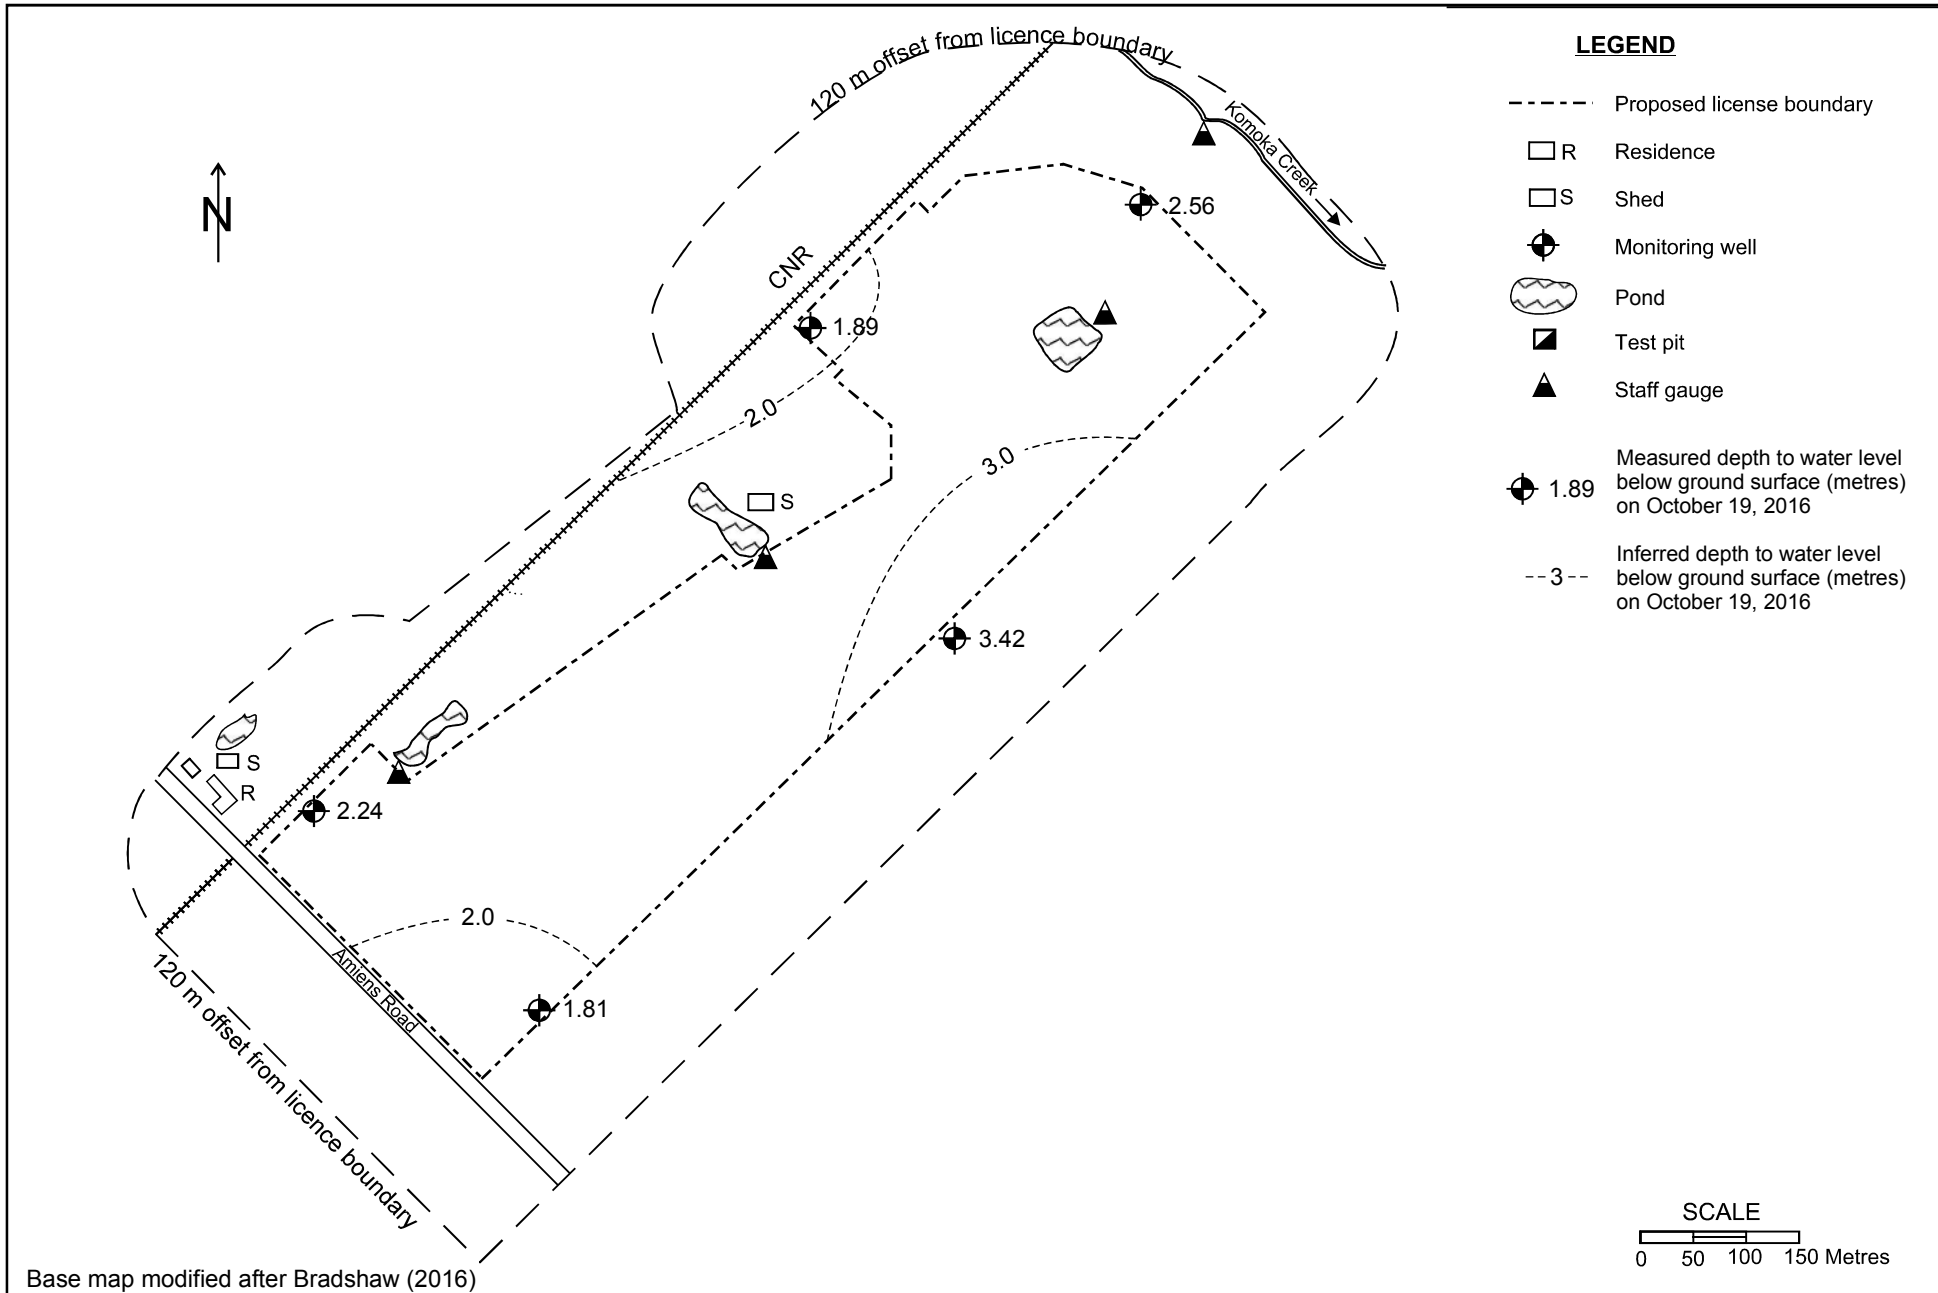 120 m offset from licence boundary
Komoka Creek
N
2.56
CNR
1.89
2.0
3.0
S
3.42
S
R
2.24
2.0
Amiens Road
1.81
120 m offset from licence boundary
Base map modified after Bradshaw (2016)
LEGEND
Proposed license boundary
R Residence
S Shed
Monitoring well
Pond
Test pit
Staff gauge
1.89
Measured depth to water level
below ground surface (metres)
on October 19, 2016
3
Inferred depth to water level
below ground surface (metres)
on October 19, 2016
SCALE
0 50 100 150 Metres